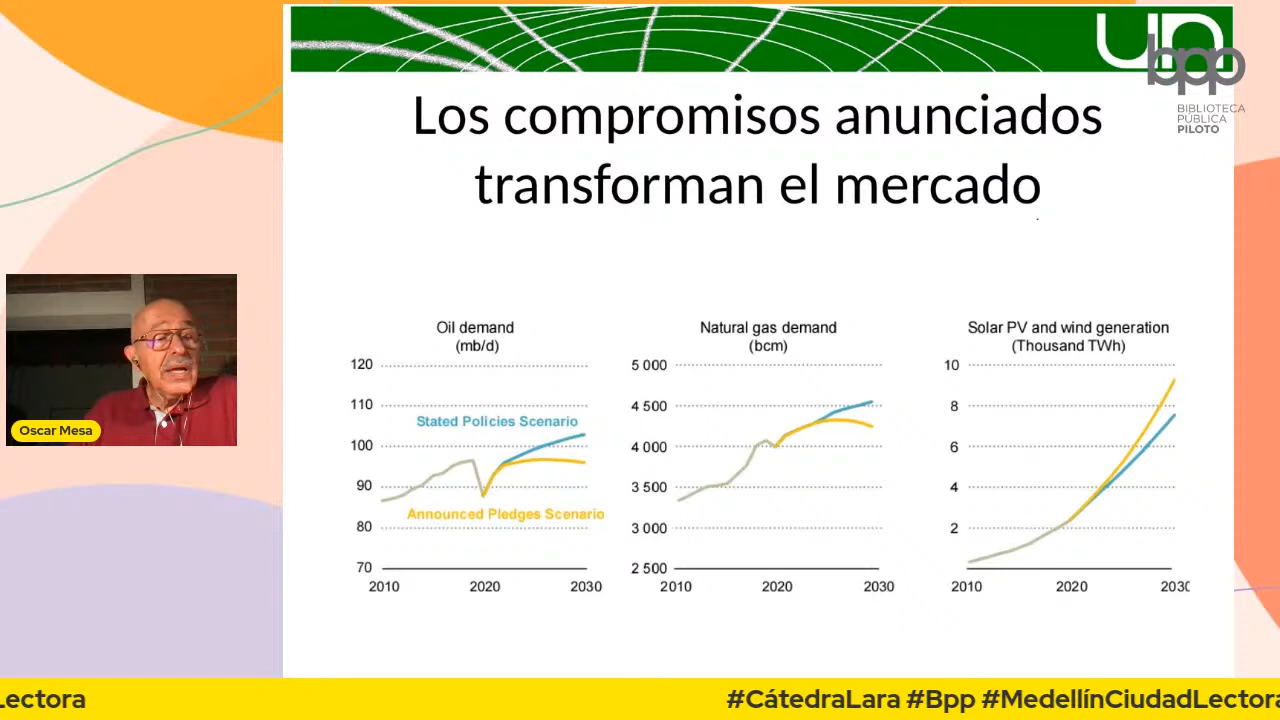 un
bpp
BIBLIOTECA
PÚBLICA
PILOTO
Los compromisos anunciados
transforman el mercado
Oil demand
(mb/d)
120
110
100
90
80
70
2010
2020
2030
Stated Policies Scenario
Announced Pledges Scenario
Natural gas demand
(bcm)
5 000
4 500
4 000
3 500
3 000
2 500
2010
2020
2030
Solar PV and wind generation
(Thousand TWh)
10
8
6
4
2
2010
2020
203
Oscar Mesa
Lectora
#CátedraLara #Bpp #MedellínCiudadLectora